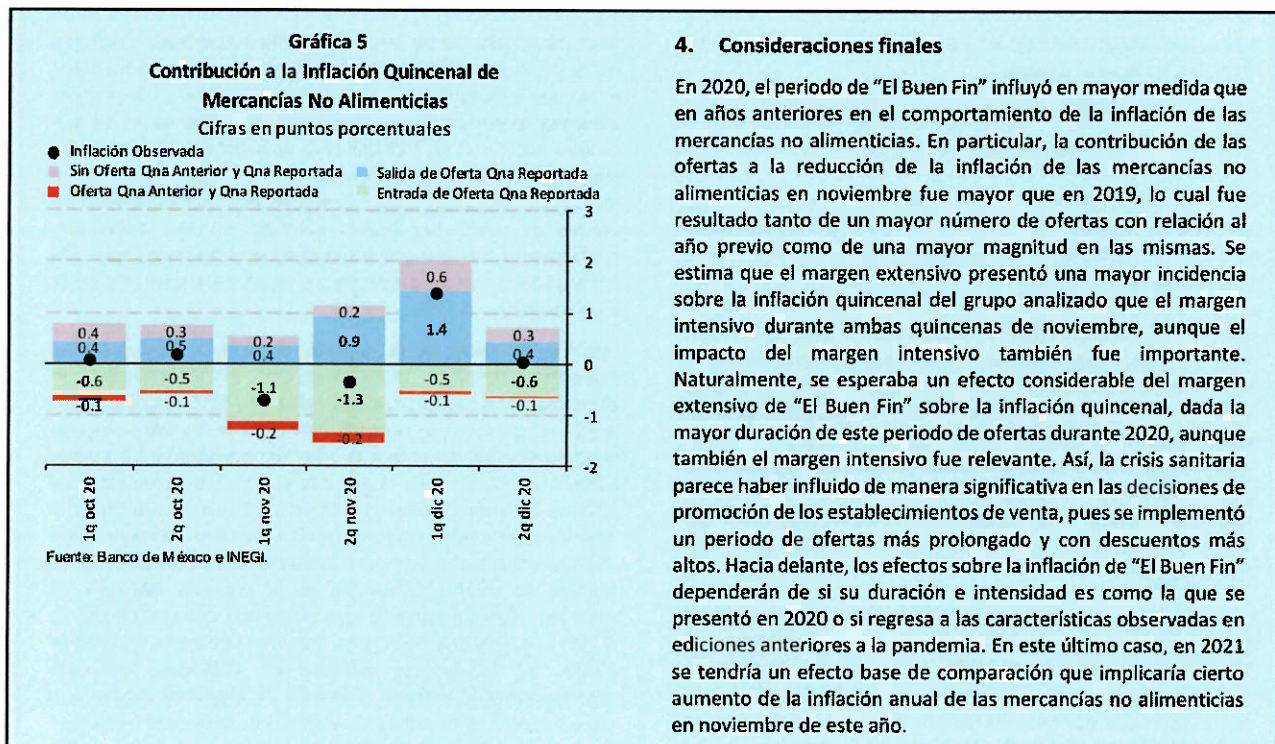 Gráfica 5
Contribución a la Inflación Quincenal de
Mercancías No Alimenticias
Cifras en puntos porcentuales
Inflación Observada
Sin Oferta Qna Anterior y Qna Reportada
Salida de Oferta Qna Reportada
Oferta Qna Anterior y Qna Reportada
Entrada de Oferta Qna Reportada
3
2
1
0
-1
-2
0.4
0.4
-0.6
-0.1
0.3
0.5
-0.5
-0.1
0.2
0.4
-1.1
-0.2
0.2
0.9
-1.3
-0.2
0.6
1.4
-0.5
-0.1
0.3
0.4
-0.6
-0.1
1q oct 20
2q oct 20
1q nov 20
2q nov 20
1q dic 20
2q dic 20
Fuente: Banco de México e INEGI.
4. Consideraciones finales
En 2020, el periodo de “El Buen Fin” influyó en mayor medida que
en años anteriores en el comportamiento de la inflación de las
mercancías no alimenticias. En particular, la contribución de las
ofertas a la reducción de la inflación de las mercancías no
alimenticias en noviembre fue mayor que en 2019, lo cual fue
resultado tanto de un mayor número de ofertas con relación al
año previo como de una mayor magnitud en las mismas. Se
estima que el margen extensivo presentó una mayor incidencia
sobre la inflación quincenal del grupo analizado que el margen
intensivo durante ambas quincenas de noviembre, aunque el
impacto del margen intensivo también fue importante.
Naturalmente, se esperaba un efecto considerable del margen
extensivo de “El Buen Fin” sobre la inflación quincenal, dada la
mayor duración de este periodo de ofertas durante 2020, aunque
también el margen intensivo fue relevante. Así, la crisis sanitaria
parece haber influido de manera significativa en las decisiones de
promoción de los establecimientos de venta, pues se implementó
un periodo de ofertas más prolongado y con descuentos más
altos. Hacia delante, los efectos sobre la inflación de “El Buen Fin”
dependerán de si su duración e intensidad es como la que se
presentó en 2020 o si regresa a las características observadas en
ediciones anteriores a la pandemia. En este último caso, en 2021
se tendría un efecto base de comparación que implicaría cierto
aumento de la inflación anual de las mercancías no alimenticias
en noviembre de este año.